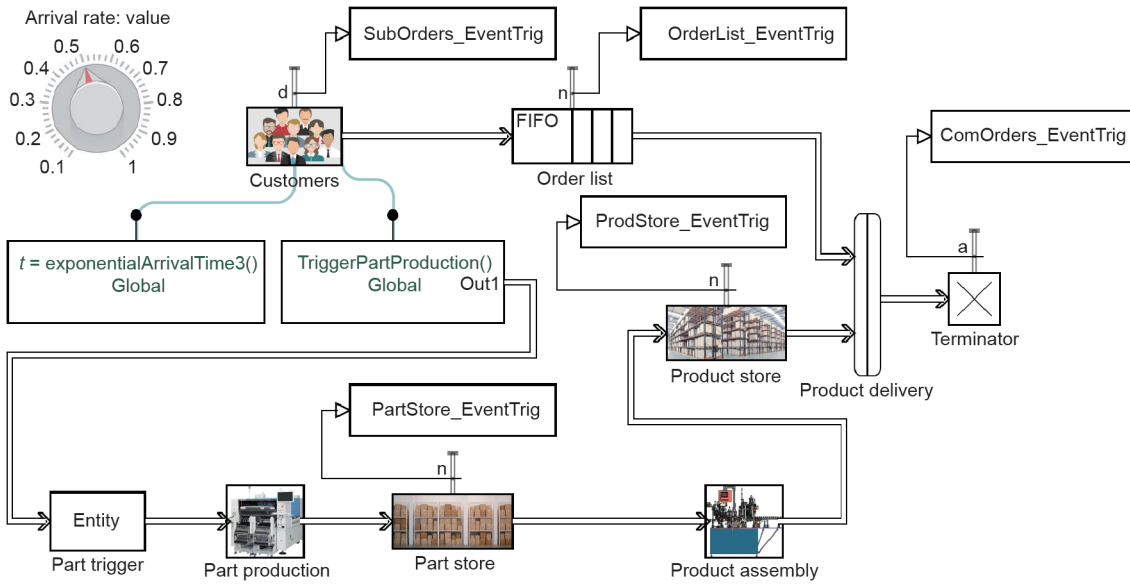 Arrival rate: value
0.1
0.2
0.3
0.4
0.5
0.6
0.7
0.8
0.9
1
SubOrders_EventTrig
d
Customers
OrderList_EventTrig
n
FIFO
Order list
ComOrders_EventTrig
a
Terminator
t = exponentialArrivalTime3()
Global
TriggerPartProduction()
Global
Out1
ProdStore_EventTrig
n
Product store
Product delivery
PartStore_EventTrig
n
Entity
Part trigger
Part production
Part store
Product assembly